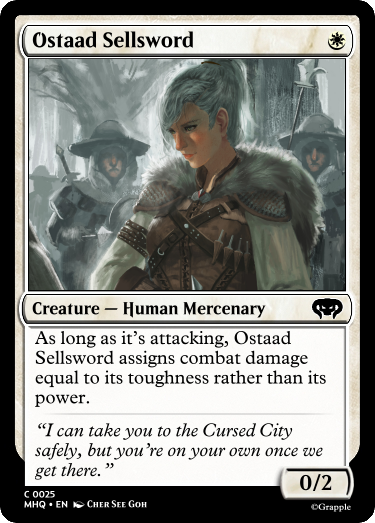 Ostaad Sellsword
Creature — Human Mercenary
As long as it's attacking, Ostaad
Sellsword assigns combat damage
equal to its toughness rather than its
power.
"I can take you to the Cursed City
safely, but you're on your own once we
get there."
0/2
C 0025
MHQ • EN Cher See Goh
©Grapple